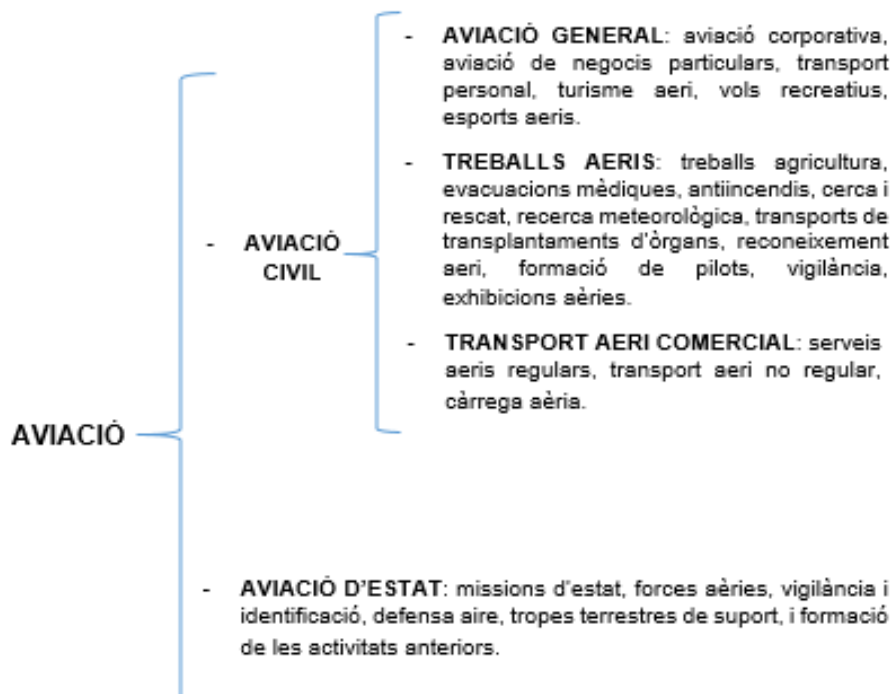 - AVIACIÓ GENERAL: aviació corporativa,
aviació de negocis particulars, transport
personal, turisme aeri, vols recreatius,
esports aeris.
- TREBALLS AERIS: treballs agricultura,
evacuacions mèdiques, antiincendis, cerca i
rescat, recerca meteorològica, transports de
transplantaments d'òrgans, reconeixement
aeri, formació de pilots, vigilància,
exhibicions aèries.
- AVIACIÓ
CIVIL
- TRANSPORT AERI COMERCIAL: serveis
aeris regulars, transport aeri no regular,
càrrega aèria.
AVIACIÓ
- AVIACIÓ D'ESTAT: missions d'estat, forces aèries, vigilància i
identificació, defensa aire, tropes terrestres de suport, i formació
de les activitats anteriors.